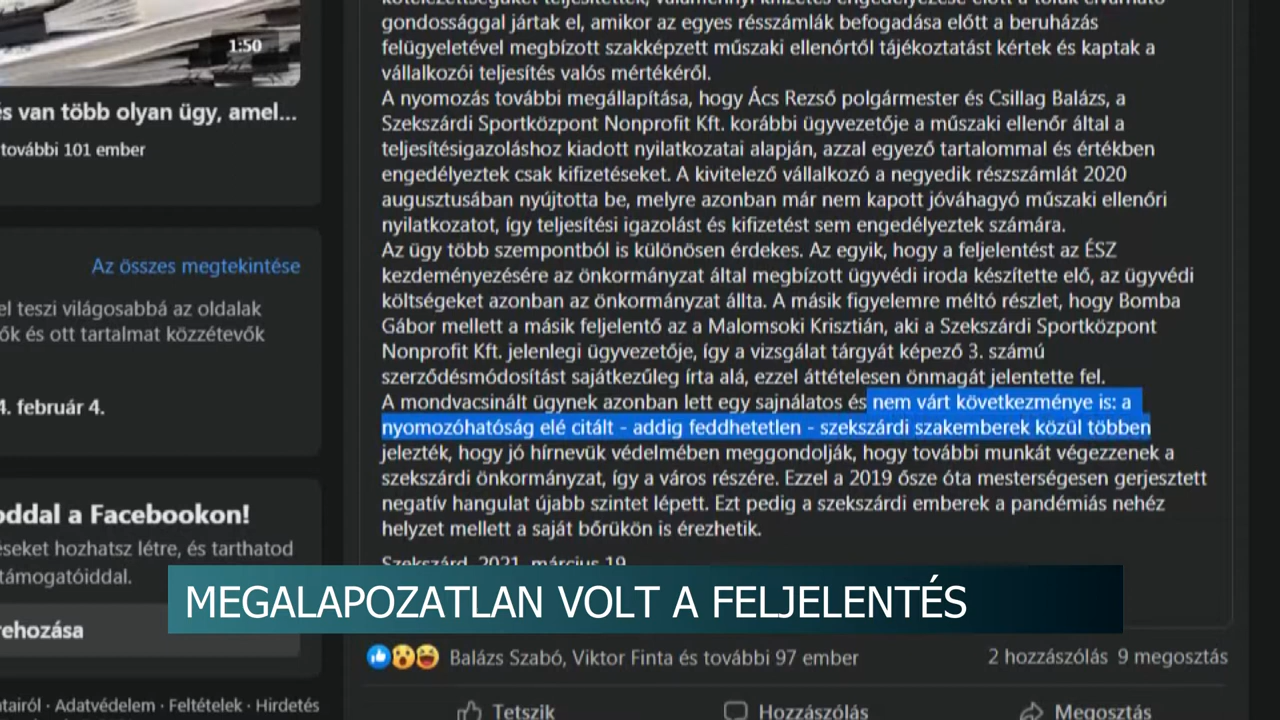 1:50
és van több olyan ügy, amel...
további 101 ember
Az összes megtekintése
el teszi világosabbá az oldalak
ők és ott tartalmat közzétevők
4. február 4.
oddal a Facebookon!
éseket hozhatsz létre, és tarthatod
támogatóiddal.
rehozása
tairól · Adatvédelem · Feltételek · Hirdetés
kötelezettségüket teljesítették, valamennyi kifizetés engedélyezése előtt a tőlük elvárható
gondossággal jártak el, amikor az egyes résszámlák befogadása előtt a beruházás
felügyeletével megbízott szakképzett műszaki ellenőrtől tájékoztatást kértek és kaptak a
vállalkozói teljesítés valós mértékéről.
A nyomozás további megállapítása, hogy Ács Rezső polgármester és Csillag Balázs, a
Szekszárdi Sportközpont Nonprofit Kft. korábbi ügyvezetője a műszaki ellenőr által a
teljesítésigazoláshoz kiadott nyilatkozatai alapján, azzal egyező tartalommal és értékben
engedélyeztek csak kifizetéseket. A kivitelező vállalkozó a negyedik részszámlát 2020
augusztusában nyújtotta be, melyre azonban már nem kapott jóváhagyó műszaki ellenőri
nyilatkozatot, így teljesítési igazolást és kifizetést sem engedélyeztek számára.
Az ügy több szempontból is különösen érdekes. Az egyik, hogy a feljelentést az ÉSZ
kezdeményezésére az önkormányzat által megbízott ügyvédi iroda készítette elő, az ügyvédi
költségeket azonban az önkormányzat állta. A másik figyelemre méltó részlet, hogy Bomba
Gábor mellett a másik feljelentő az a Malomsoki Krisztián, aki a Szekszárdi Sportközpont
Nonprofit Kft. jelenlegi ügyvezetője, így a vizsgálat tárgyát képező 3. számú
szerződésmódosítást sajátkezűleg írta alá, ezzel áttételesen önmagát jelentette fel.
A mondvacsinált ügynek azonban lett egy sajnálatos és nem várt következménye is: a
nyomozóhatóság elé citált - addig feddhetetlen - szekszárdi szakemberek közül többen
jelezték, hogy jó hírnevük védelmében meggondolják, hogy további munkát végezzenek a
szekszárdi önkormányzat, így a város részére. Ezzel a 2019 ősze óta mesterségesen gerjesztett
negatív hangulat újabb szintet lépett. Ezt pedig a szekszárdi emberek a pandémiás nehéz
helyzet mellett a saját bőrükön is érezhetik.
Szekszárd, 2021. március 19.
MEGALAPOZATLAN VOLT A FELJELENTÉS
Balázs Szabó, Viktor Finta és további 97 ember
2 hozzászólás 9 megosztás
Tetszik
Hozzászólás
Megosztás